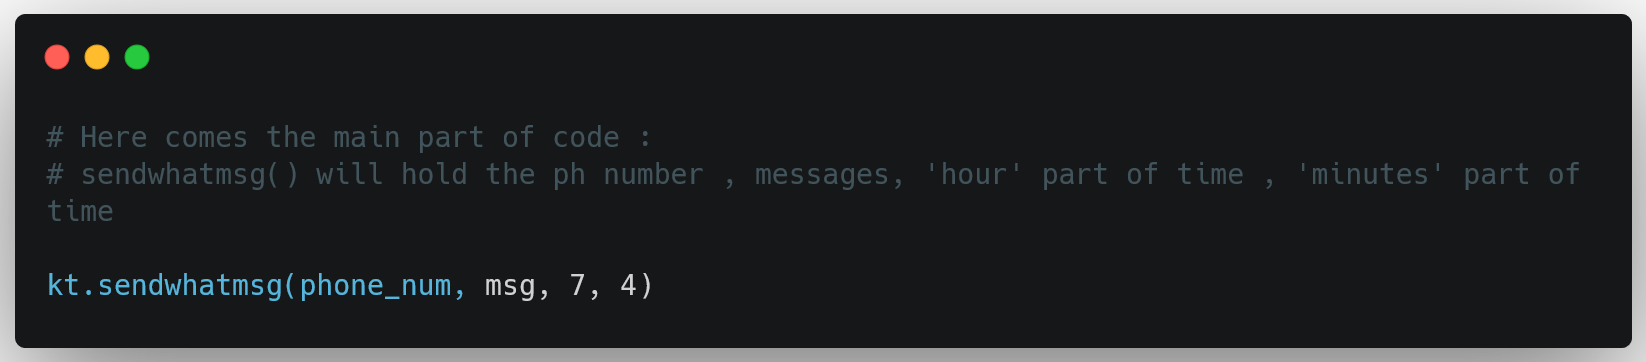 # Here comes the main part of code :
# sendwhatmsg() will hold the ph number , messages, 'hour' part of time , 'minutes' part of
time
kt.sendwhatmsg(phone_num, msg, 7, 4)